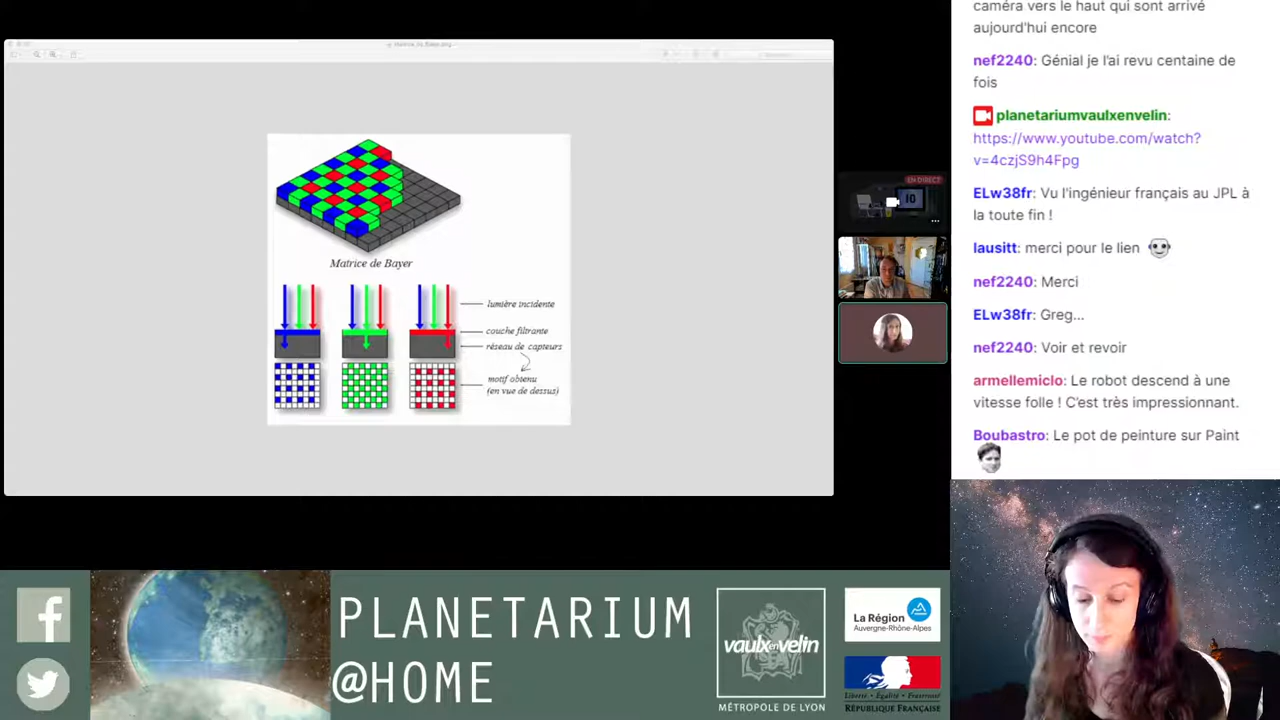 Matrice_de_Bayer.png
Matrice de Bayer
lumière incidente
couche filtrante
réseau de capteurs
motif obtenu
(en vue de dessus)
EN DIRECT
10
caméra vers le haut qui sont arrivé
aujourd'hui encore
nef2240: Génial je l'ai revu centaine de
fois
planetariumvaulxenvelin:
https://www.youtube.com/watch?
v=4czjS9h4Fpg
ELw38fr: Vu l'ingénieur français au JPL à
la toute fin !
lausitt: merci pour le lien
nef2240: Merci
ELw38fr: Greg...
nef2240: Voir et revoir
armellemiclo: Le robot descend à une
vitesse folle ! C'est très impressionnant.
Boubastro: Le pot de peinture sur Paint
PLANETARIUM
@HOME
vaulxenvelin
MÉTROPOLE DE LYON
La Région
Auvergne-Rhône-Alpes
Liberté • Égalité • Fraternité
RÉPUBLIQUE FRANÇAISE